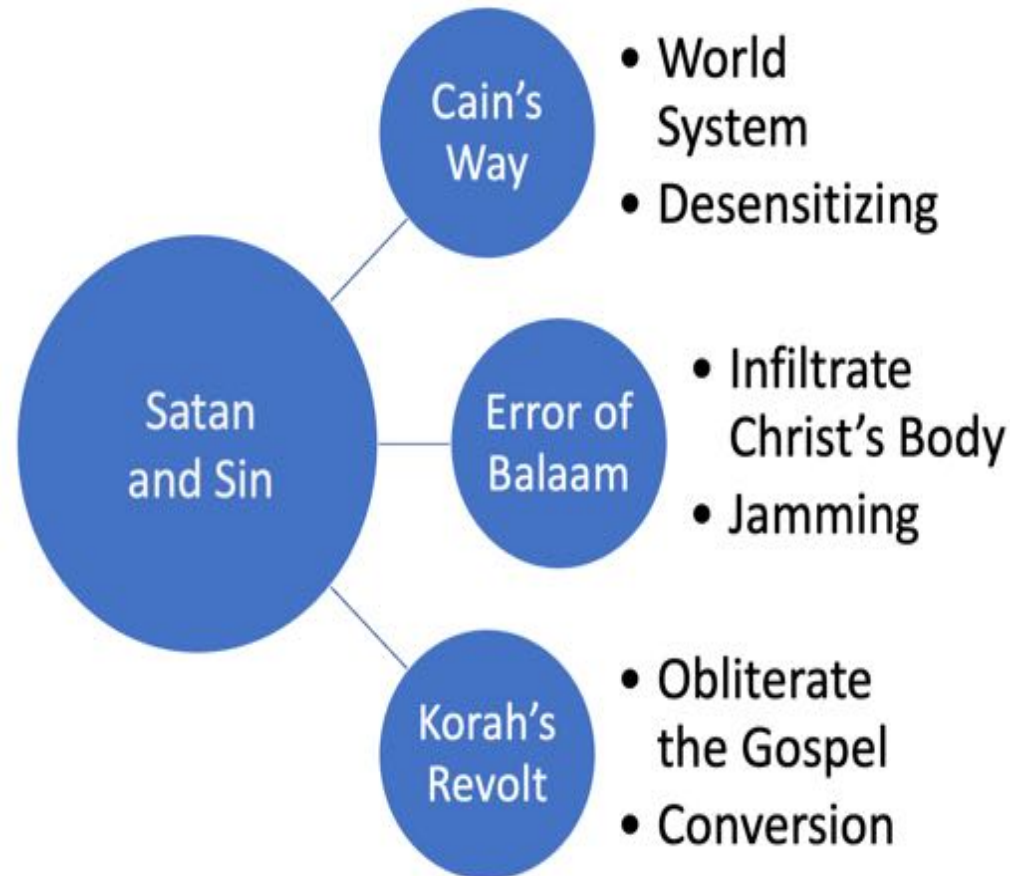 Satan
and Sin
Cain's
Way
• World
System
• Desensitizing
Error of
Balaam
• Infiltrate
Christ's Body
• Jamming
Korah's
Revolt
• Obliterate
the Gospel
• Conversion